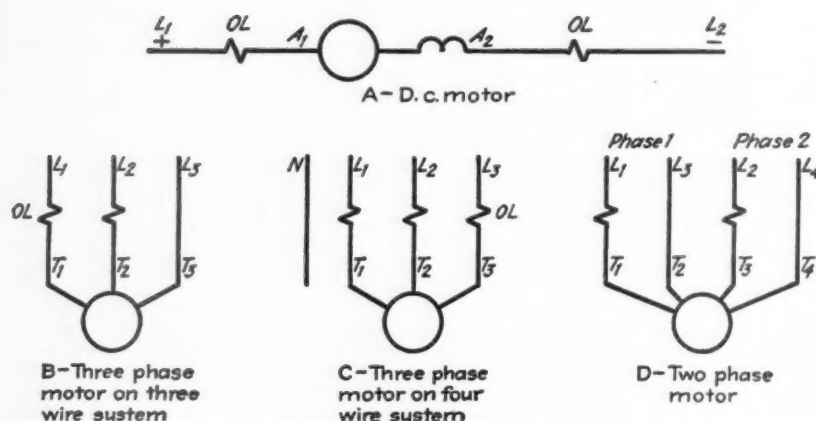 L1 OL A1 A2 OL L2
+ −
A-D.c. motor
Phase 1 Phase 2
L1 L2 L3 N L1 L2 L3 L1 L3 L2 L4
OL OL
T1 T2 T3 T1 T2 T3 T1 T2 T3 T4
B-Three phase
motor on three
wire system
C-Three phase
motor on four
wire system
D-Two phase
motor